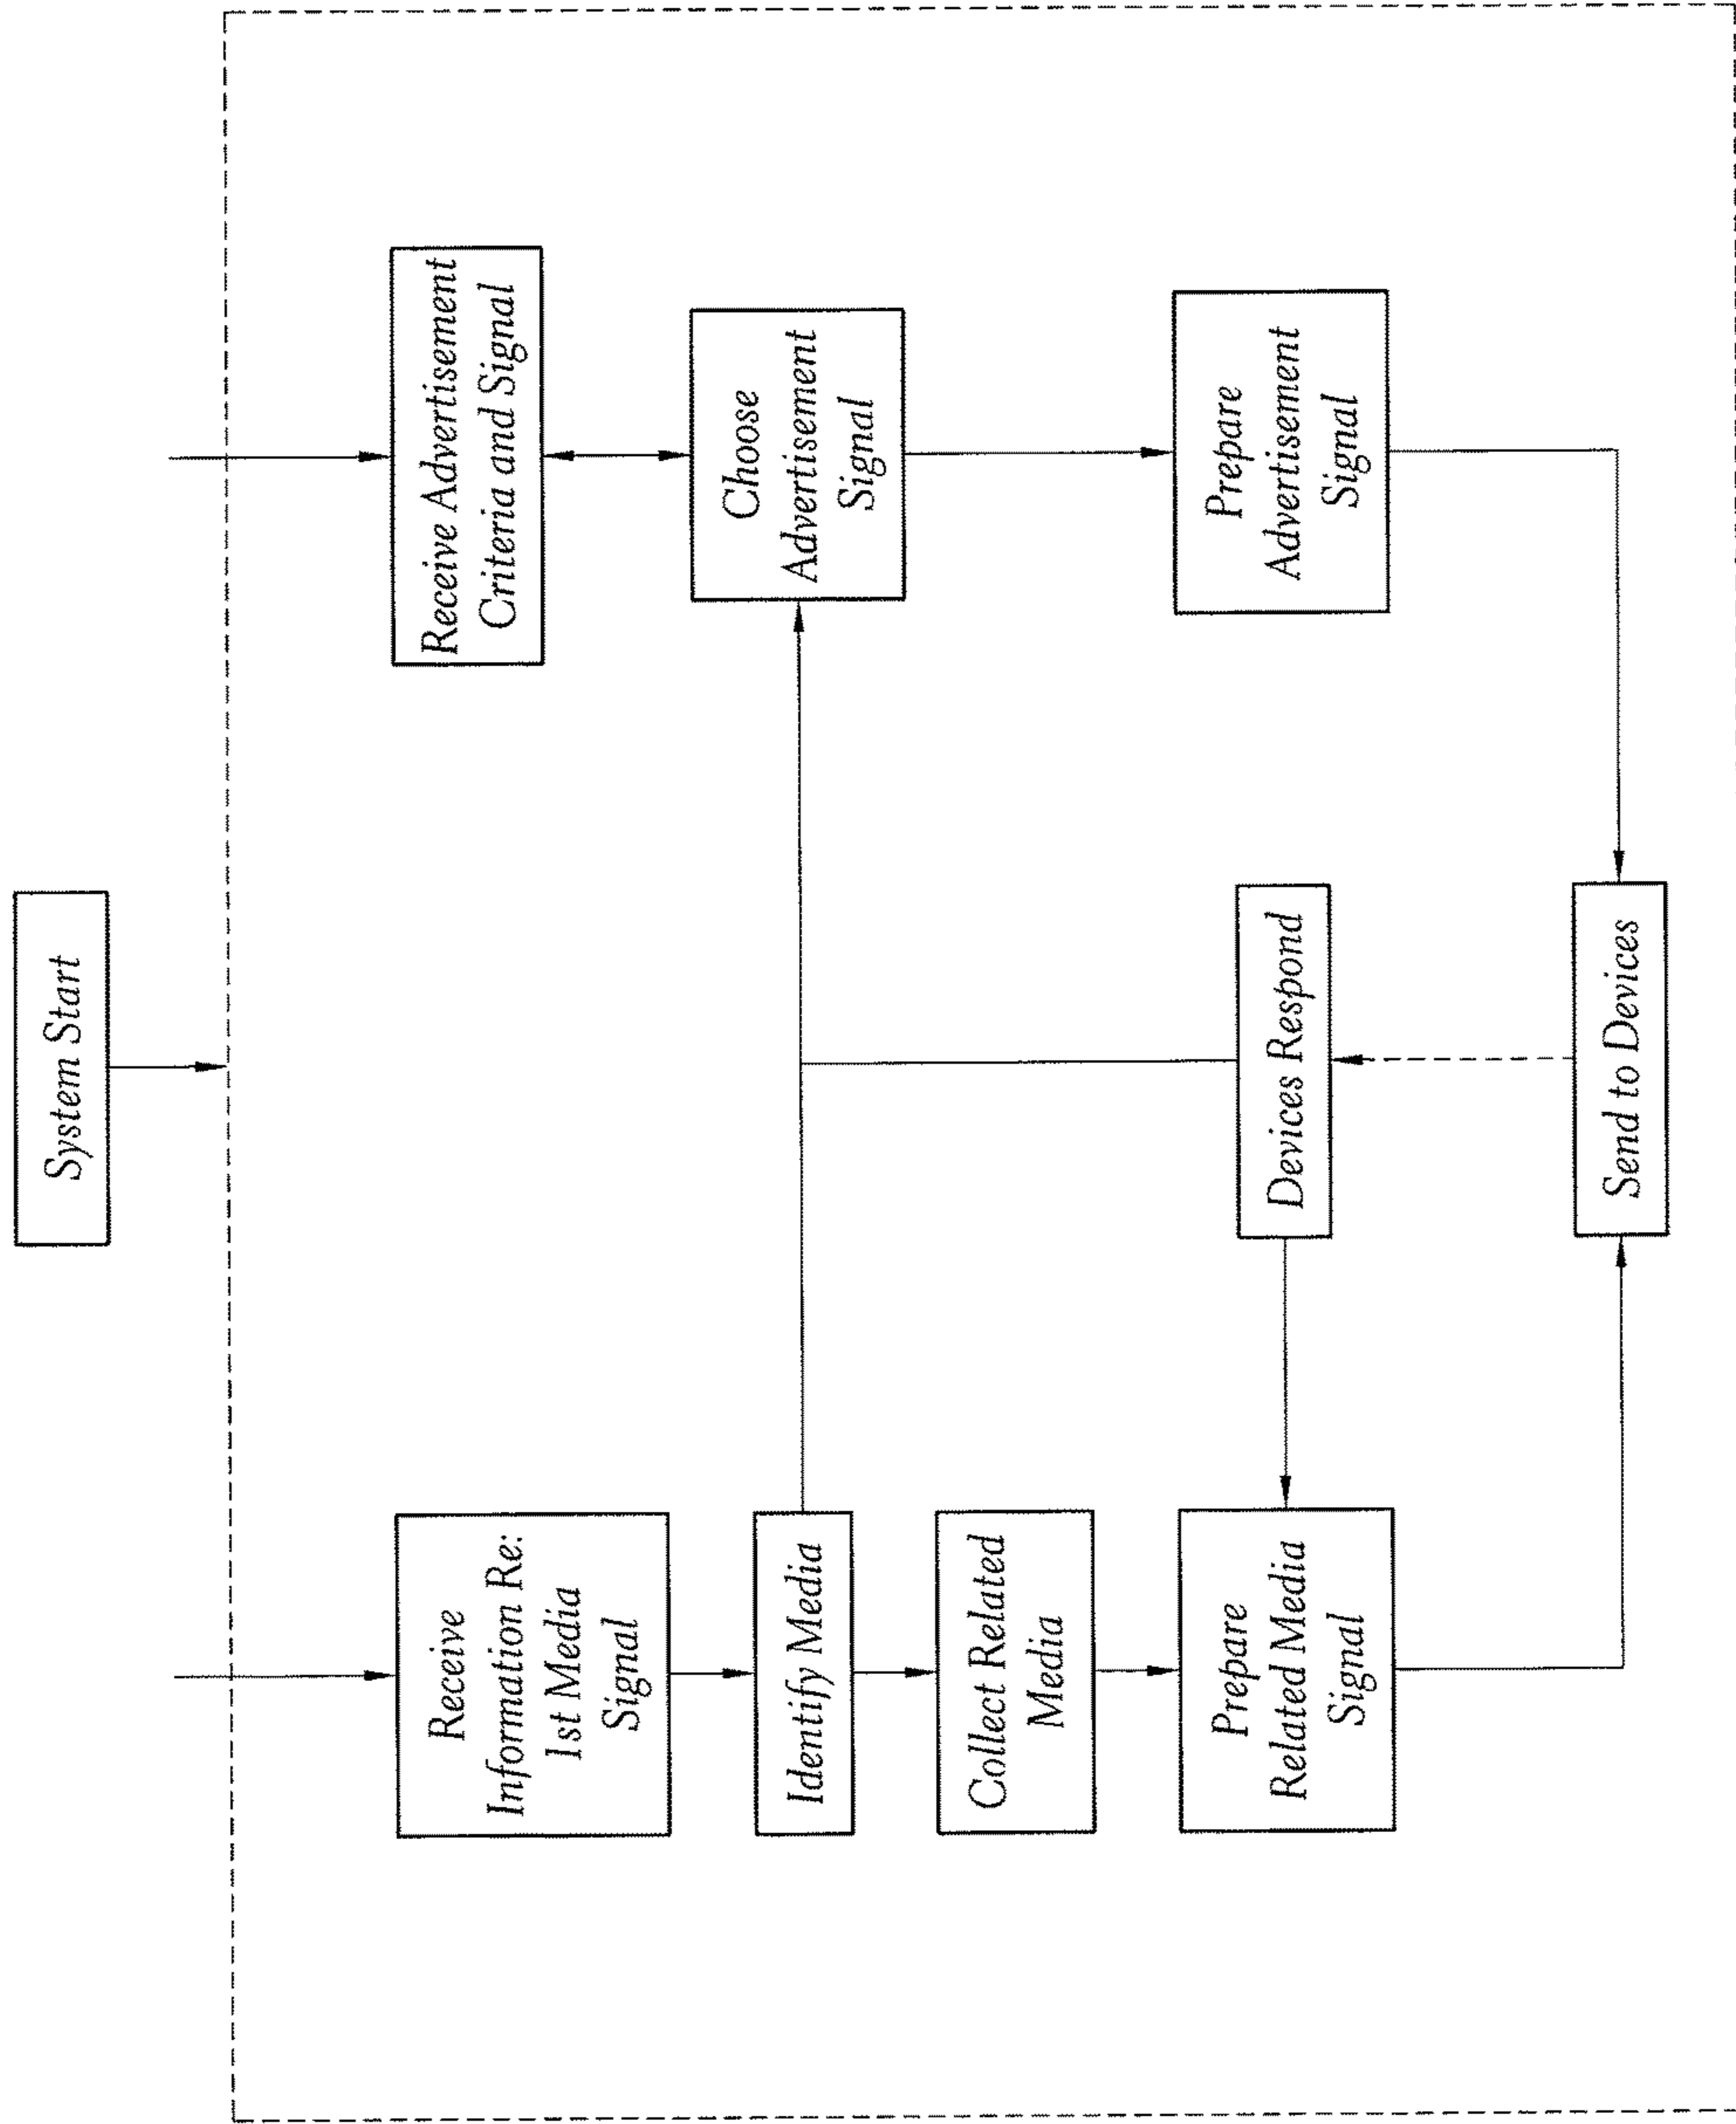 System Start
Receive
Information Re:
1st Media
Signal
Receive Advertisement
Criteria and Signal
Identify Media
Choose
Advertisement
Signal
Collect Related
Media
Prepare
Related Media
Signal
Devices Respond
Prepare
Advertisement
Signal
Send to Devices